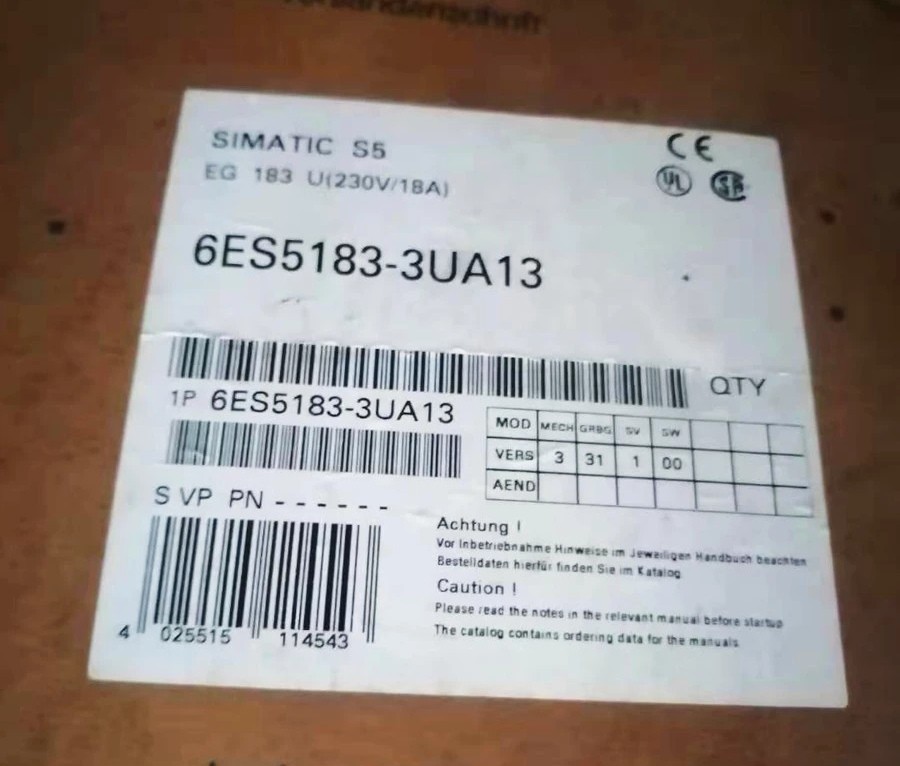 SIMATIC S5
EG 183 U(230V/18A)
CE
UL
6ES5183-3UA13
QTY
1P 6ES5183-3UA13
MOD MECH GRBG SV SW
VERS 3 31 1 00
AEND
S VP PN - - - - - -
Achtung !
Vor Inbetriebnahme Hinweise im Jeweiligen Handbuch beachten
Bestelldaten hierfür finden Sie im Katalog
Caution !
Please read the notes in the relevant manual before startup
The catalog contains ordering data for the manuals
4 025515 114543